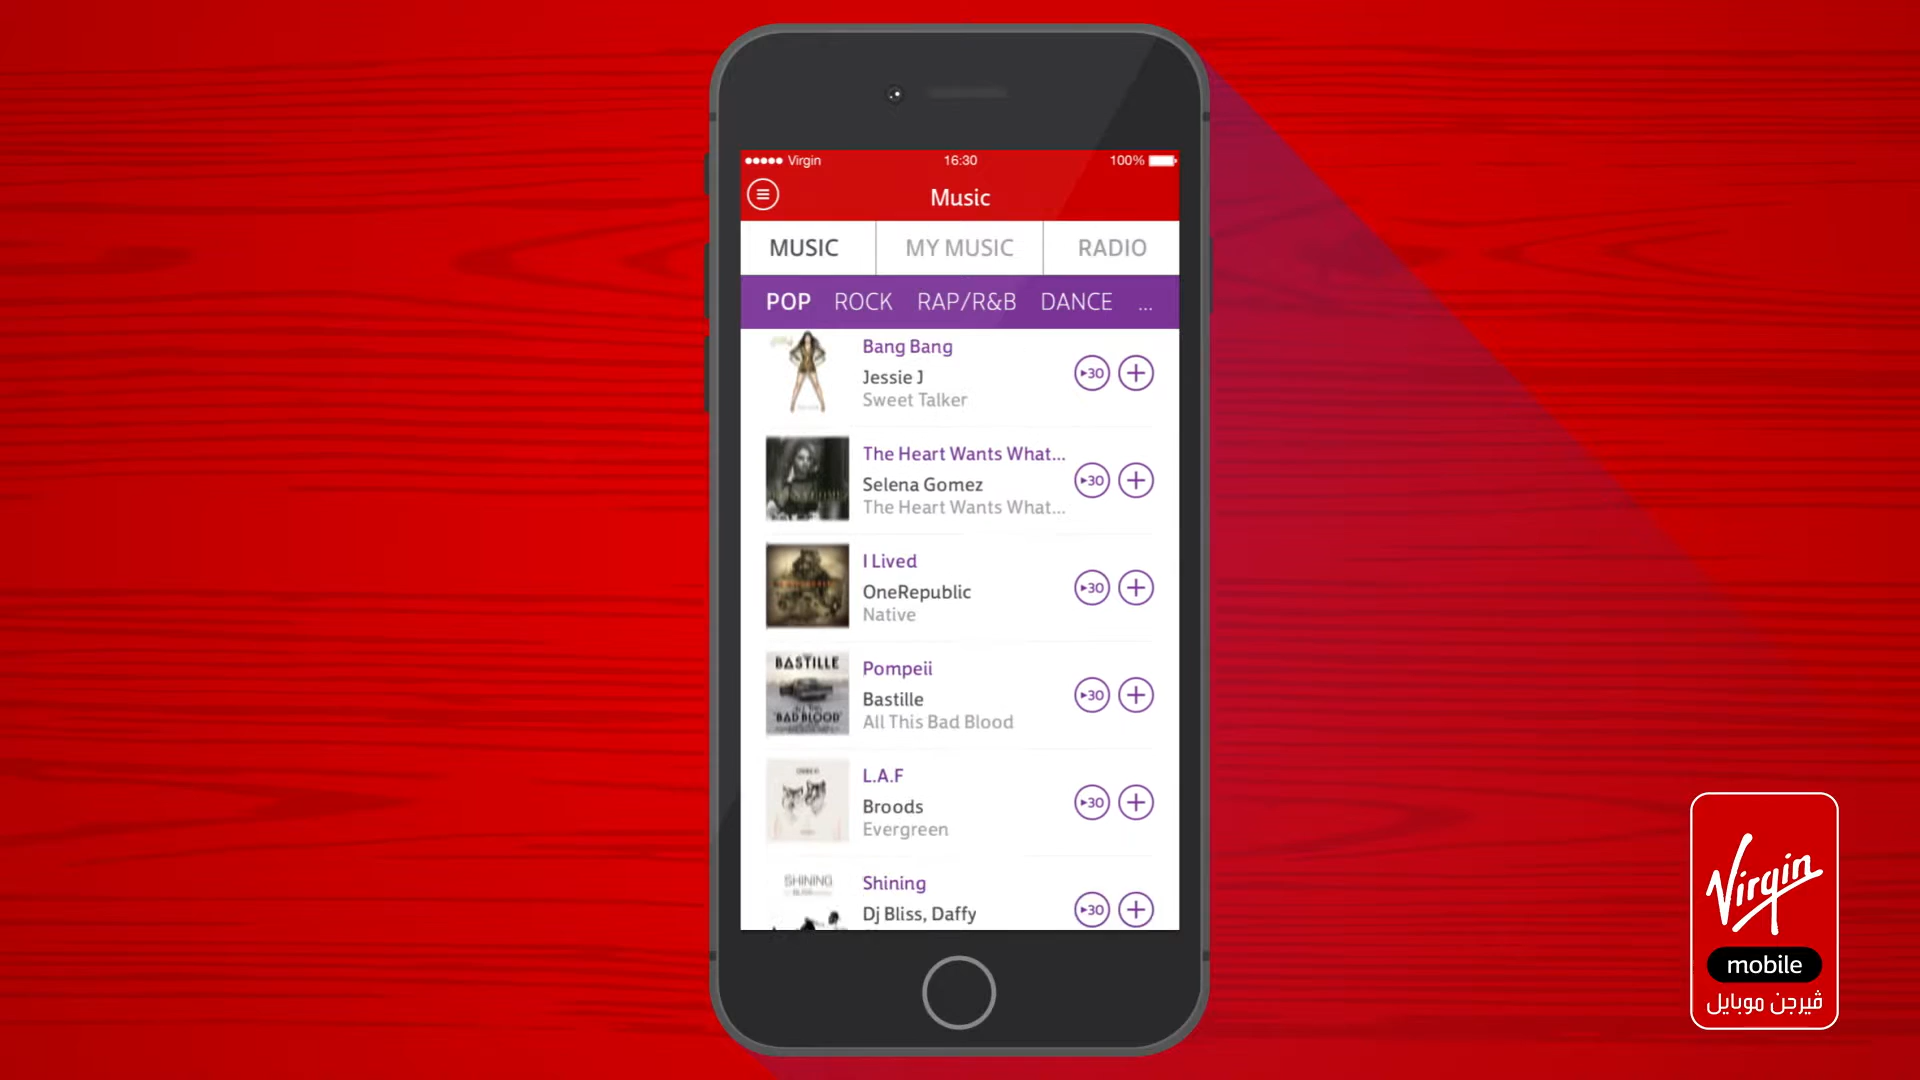 Virgin 16:30 100%
Music
MUSIC MY MUSIC RADIO
POP ROCK RAP/R&B DANCE ...
Bang Bang
Jessie J
Sweet Talker
▸30 +
The Heart Wants What...
Selena Gomez
The Heart Wants What...
▸30 +
I Lived
OneRepublic
Native
▸30 +
BASTILLE
ALL THIS
"BAD BLOOD"
Pompeii
Bastille
All This Bad Blood
▸30 +
L.A.F
Broods
Evergreen
▸30 +
SHINING
Shining
Dj Bliss, Daffy
▸30 +
Virgin
mobile
ڤيرجن موبايل